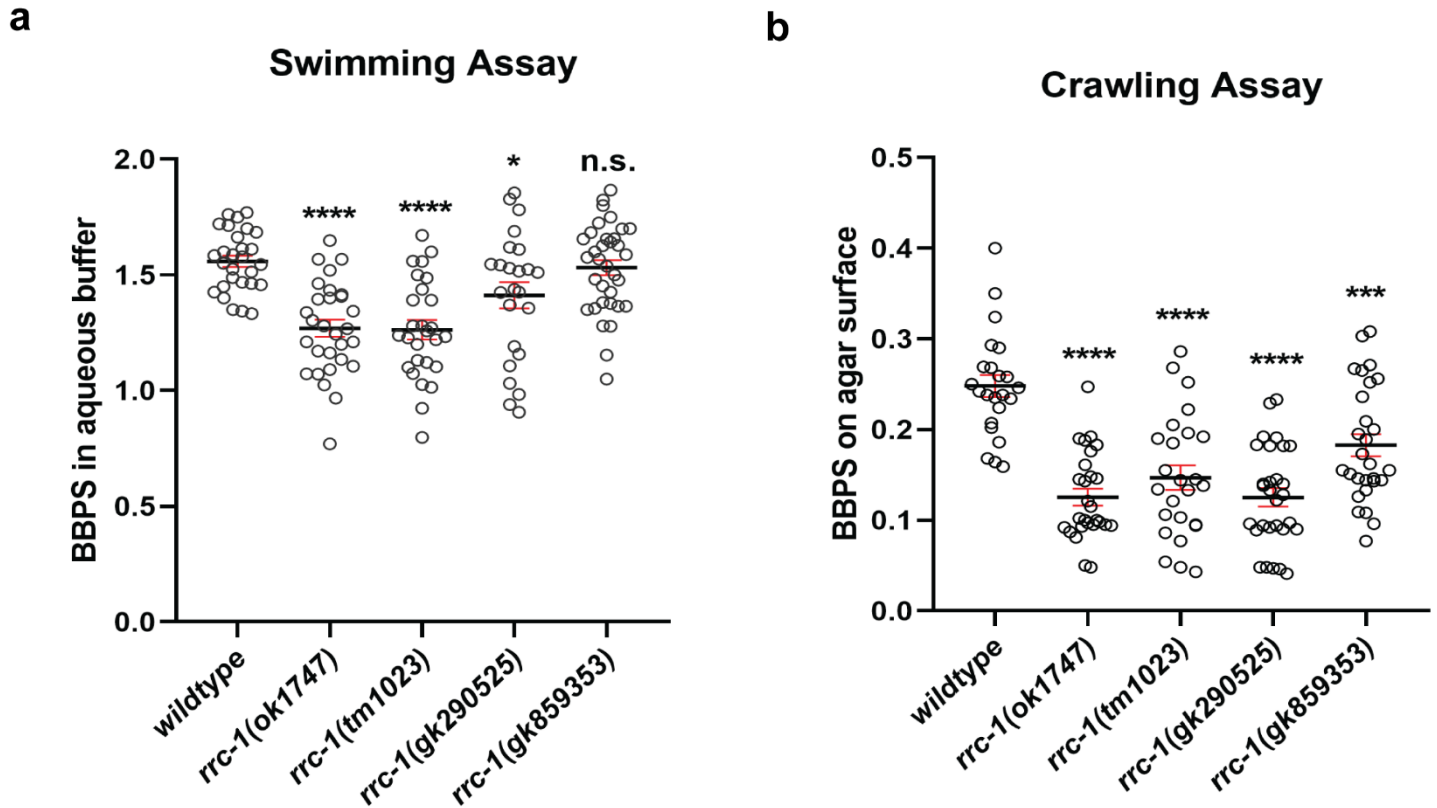 a
Swimming Assay
BBPS in aqueous buffer
2.0
1.5
1.0
0.5
0.0
****
****
*
n.s.
wildtype
rrc-1(ok1747)
rrc-1(tm1023)
rrc-1(gk290525)
rrc-1(gk859353)
b
Crawling Assay
BBPS on agar surface
0.5
0.4
0.3
0.2
0.1
0.0
****
****
****
***
wildtype
rrc-1(ok1747)
rrc-1(tm1023)
rrc-1(gk290525)
rrc-1(gk859353)